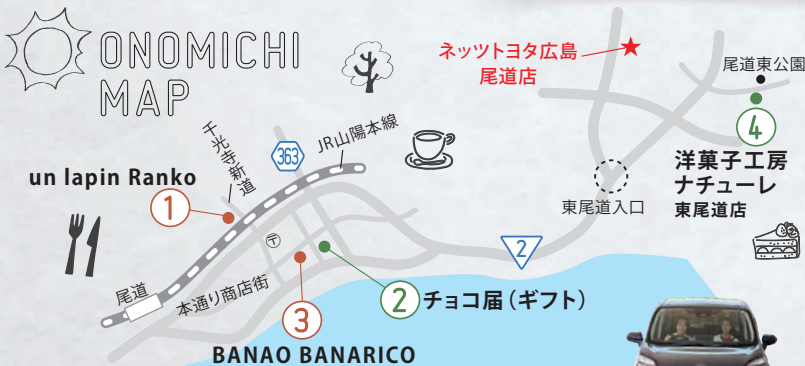 ONOMICHI
MAP
ネッツトヨタ広島
尾道店
尾道東公園
千光寺新道
363
JR山陽本線
4
洋菓子工房
ナチューレ
東尾道店
un lapin Ranko
1
東尾道入口
〒
2
尾道
本通り商店街
2 チョコ届(ギフト)
3
BANAO BANARICO